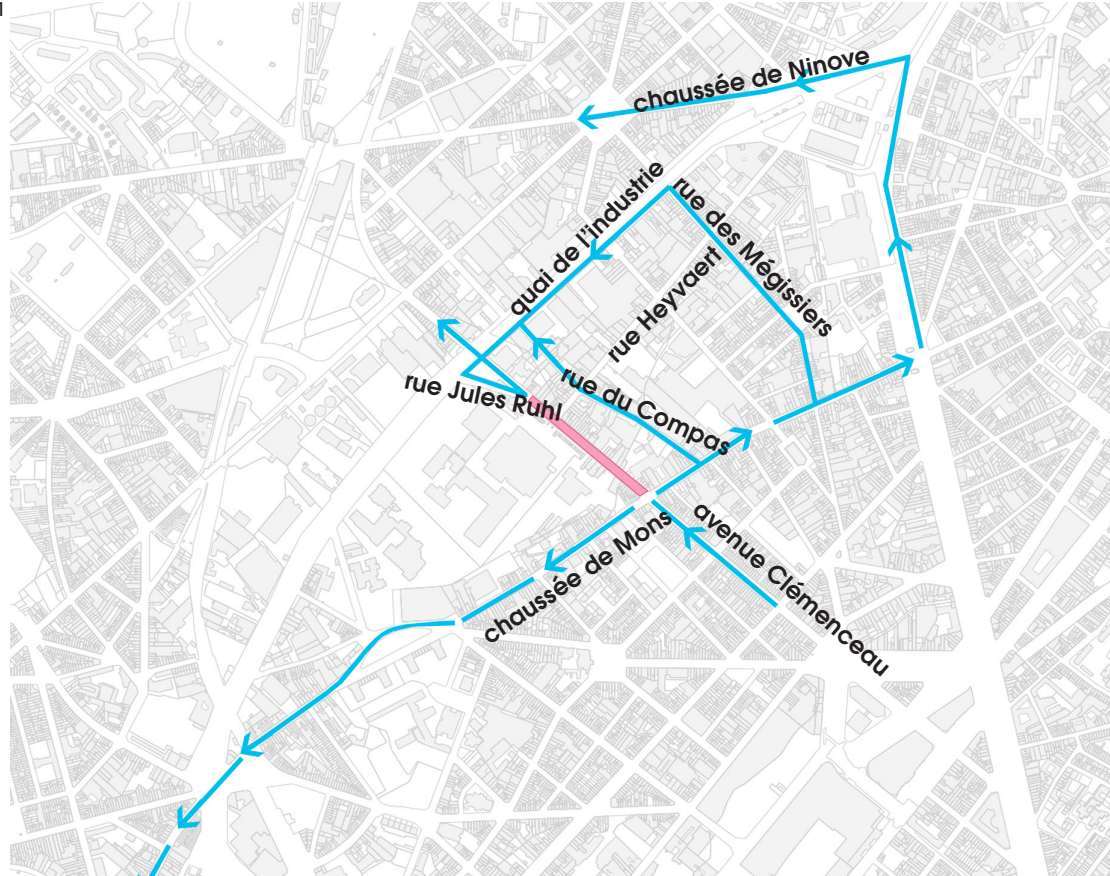 chaussée de Ninove
quai de l'industrie
rue des Mégissiers
rue Heyvaert
rue Jules Ruhl
rue du Compas
avenue Clémenceau
chaussée de Mons